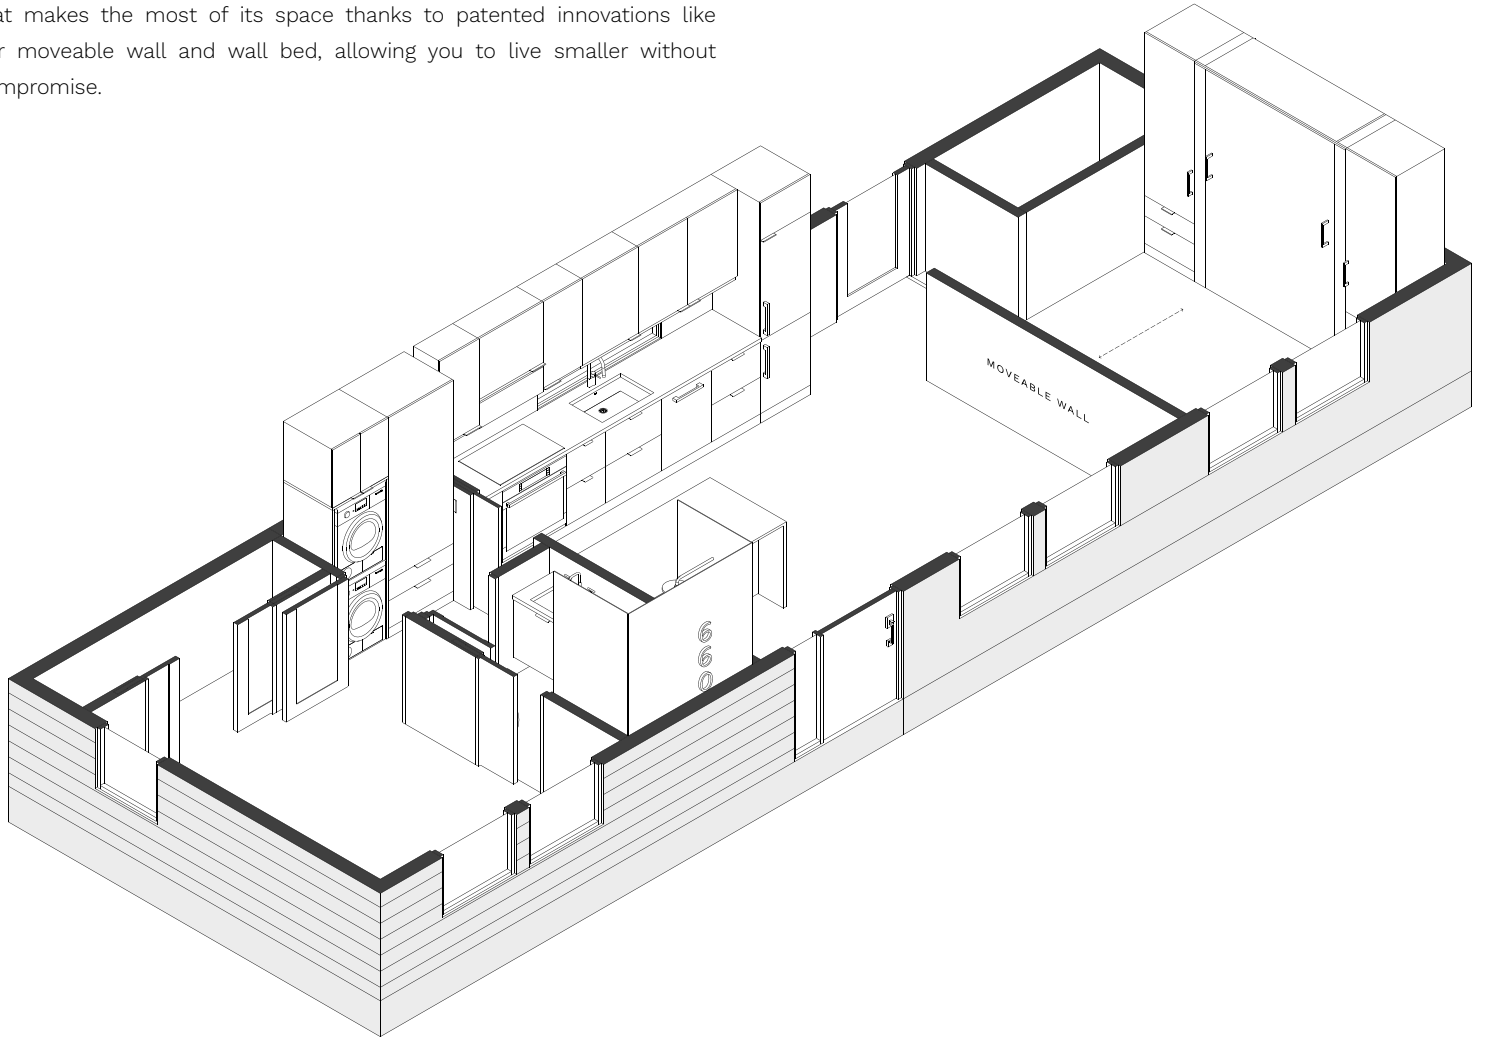 at makes the most of its space thanks to patented innovations like
r moveable wall and wall bed, allowing you to live smaller without
mpromise.
MOVEABLE WALL
660